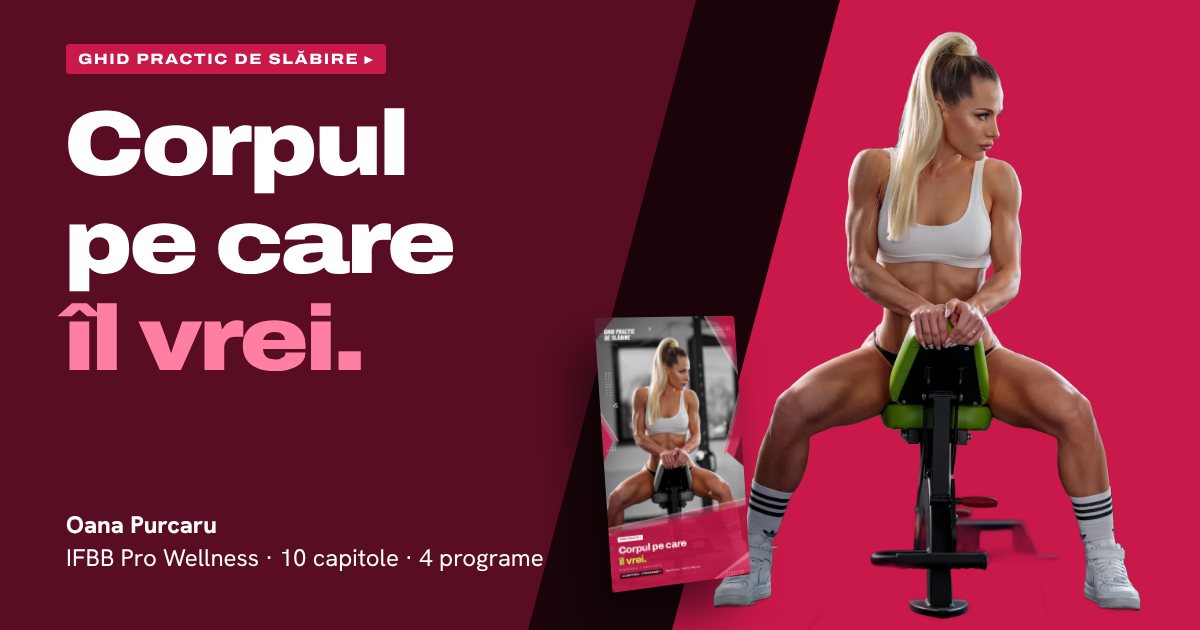 GHID PRACTIC DE SLĂBIRE ▸
Corpul
pe care
îl vrei.
GHID PRACTIC
DE SLĂBIRE
Corpul pe care
îl vrei.
Oana Purcaru
IFBB Pro Wellness · 10 capitole · 4 programe